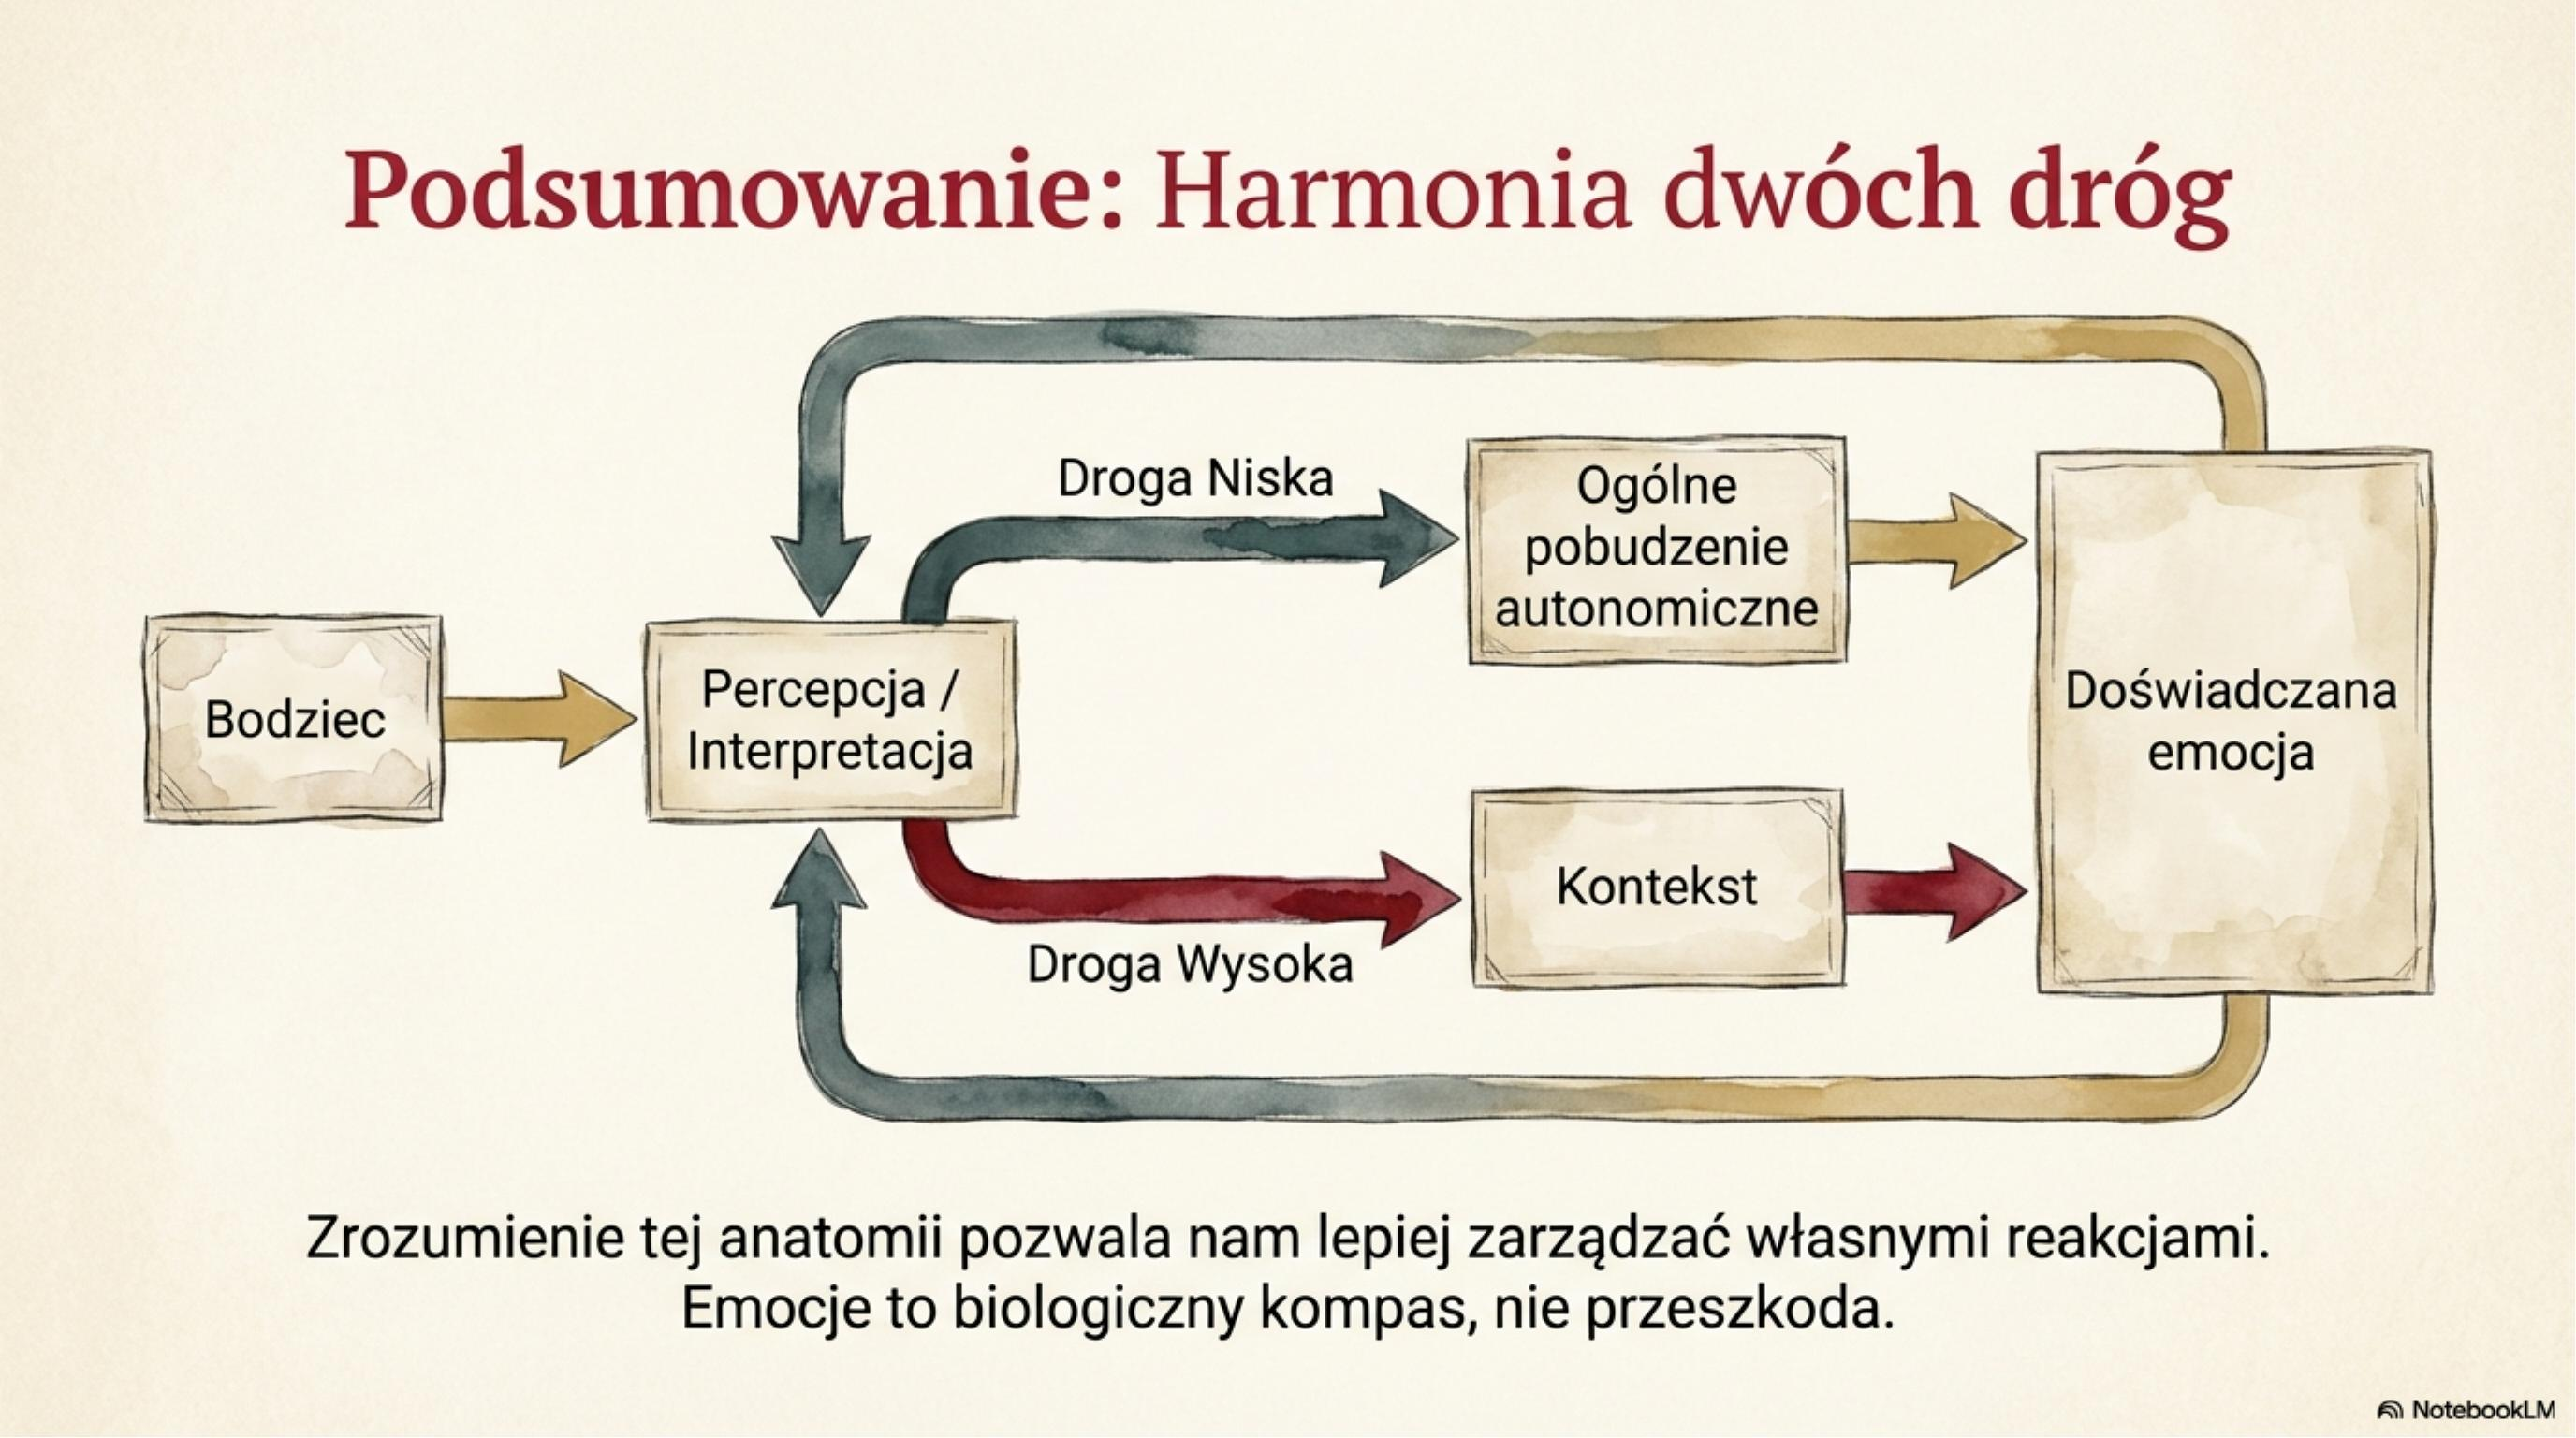 Podsumowanie: Harmonia dwóch dróg
Droga Niska
Ogólne
pobudzenie
autonomiczne
Bodziec
Percepcja /
Interpretacja
Doświadczana
emocja
Kontekst
Droga Wysoka
Zrozumienie tej anatomii pozwala nam lepiej zarządzać własnymi reakcjami.
Emocje to biologiczny kompas, nie przeszkoda.
NotebookLM